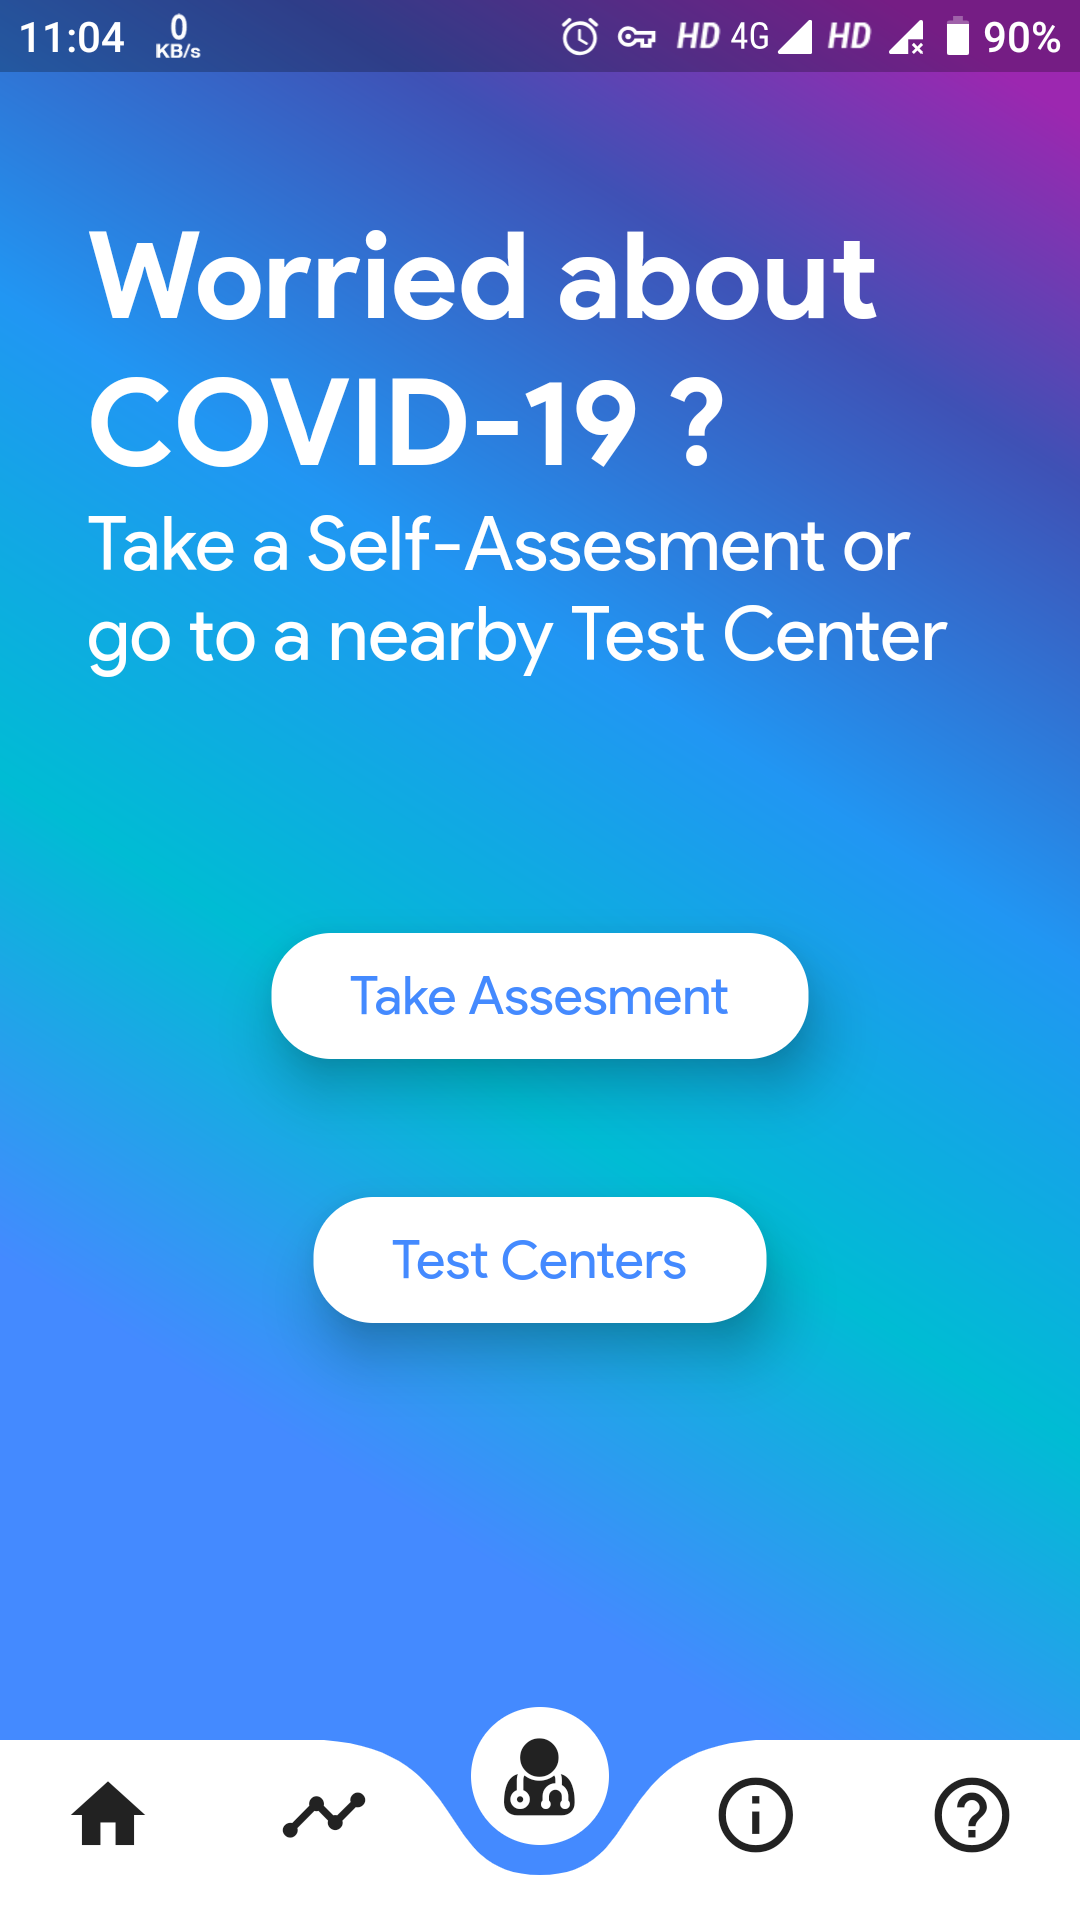 11:04 0 KB/s HD 4G HD 90%
Worried about
COVID-19 ?
Take a Self-Assesment or
go to a nearby Test Center
Take Assesment
Test Centers